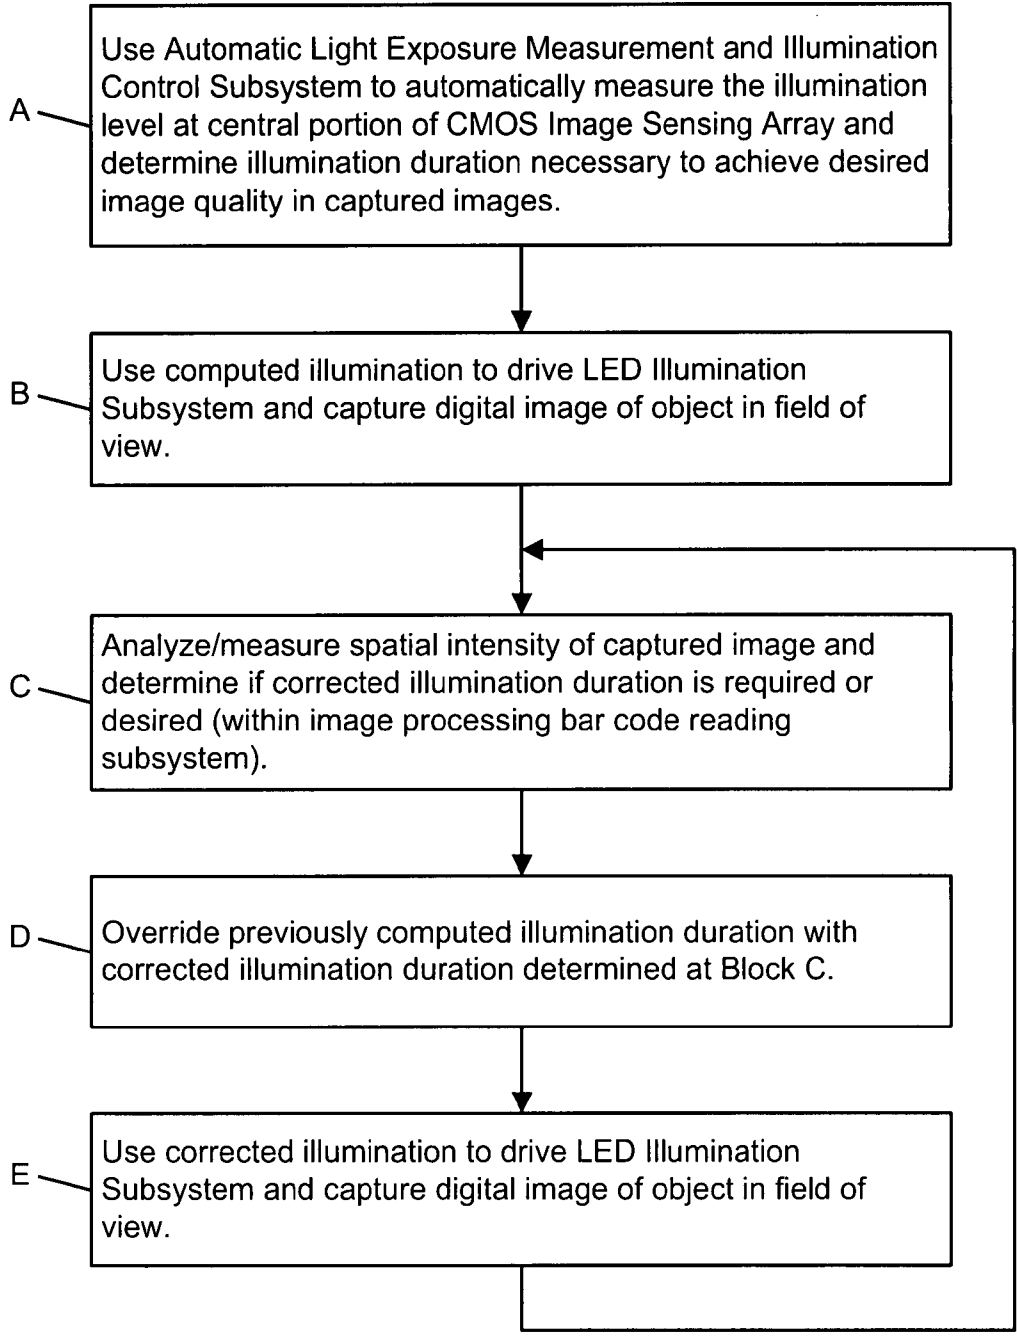 A
Use Automatic Light Exposure Measurement and Illumination
Control Subsystem to automatically measure the illumination
level at central portion of CMOS Image Sensing Array and
determine illumination duration necessary to achieve desired
image quality in captured images.
B
Use computed illumination to drive LED Illumination
Subsystem and capture digital image of object in field of
view.
C
Analyze/measure spatial intensity of captured image and
determine if corrected illumination duration is required or
desired (within image processing bar code reading
subsystem).
D
Override previously computed illumination duration with
corrected illumination duration determined at Block C.
E
Use corrected illumination to drive LED Illumination
Subsystem and capture digital image of object in field of
view.